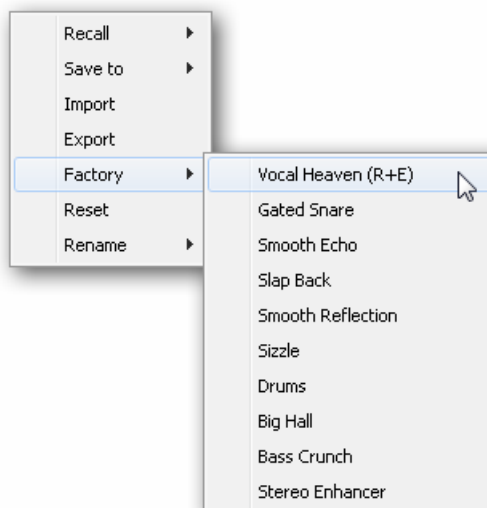 Recall
Save to
Import
Export
Factory
Reset
Rename
Vocal Heaven (R+E)
Gated Snare
Smooth Echo
Slap Back
Smooth Reflection
Sizzle
Drums
Big Hall
Bass Crunch
Stereo Enhancer